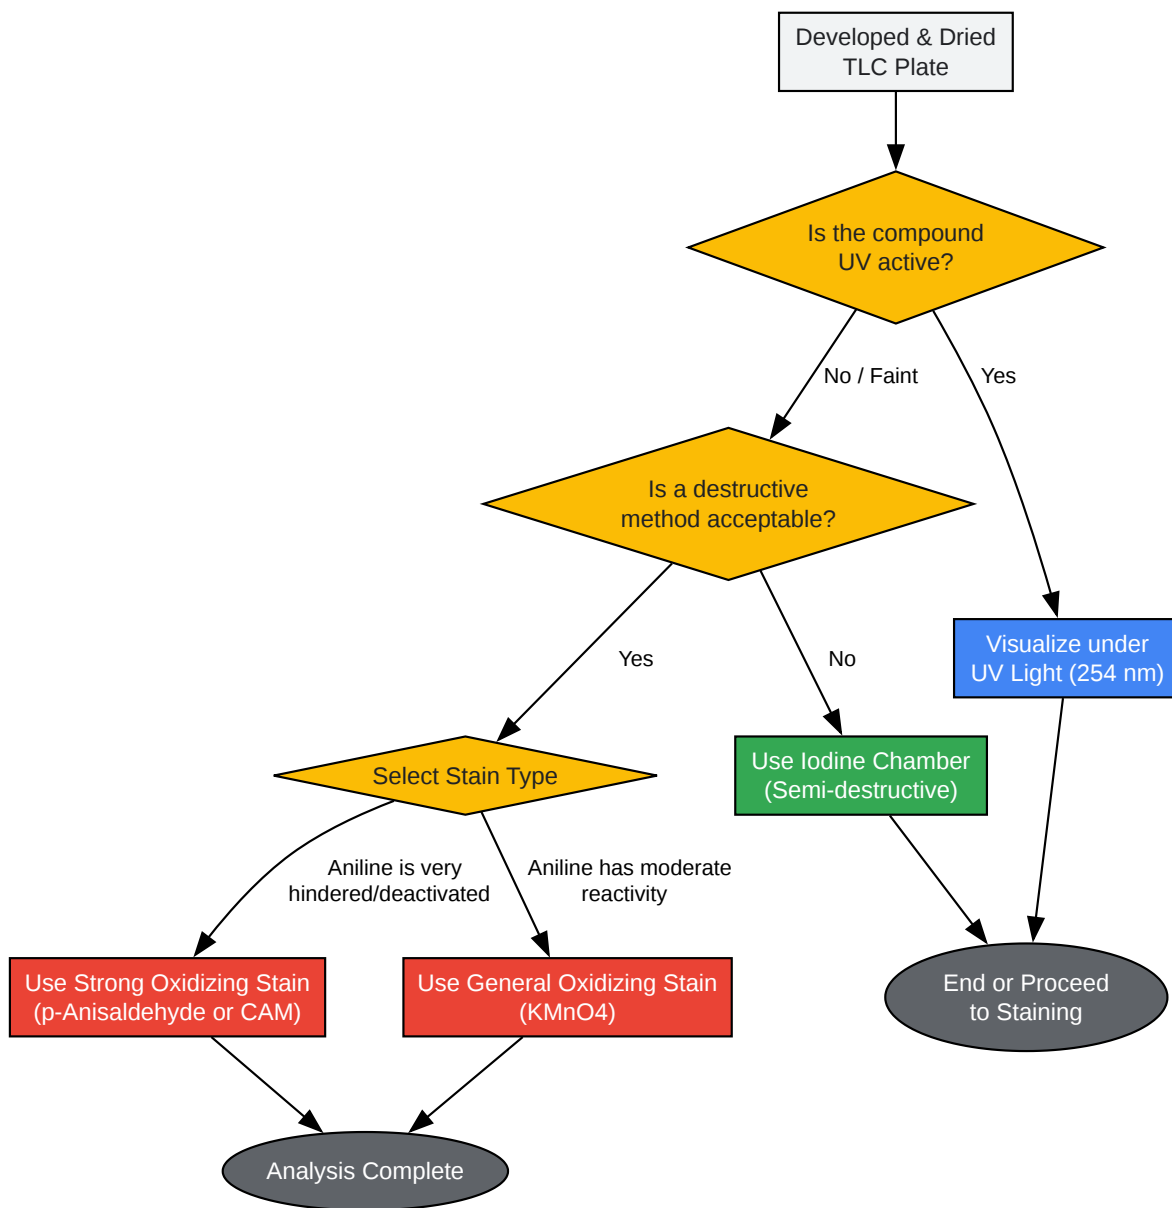 Developed & Dried
TLC Plate
Is the compound
UV active?
No / Faint
Yes
Is a destructive
method acceptable?
Yes
No
Visualize under
UV Light (254 nm)
Select Stain Type
Use Iodine Chamber
(Semi-destructive)
Aniline is very
hindered/deactivated
Aniline has moderate
reactivity
Use Strong Oxidizing Stain
(p-Anisaldehyde or CAM)
Use General Oxidizing Stain
(KMnO4)
End or Proceed
to Staining
Analysis Complete